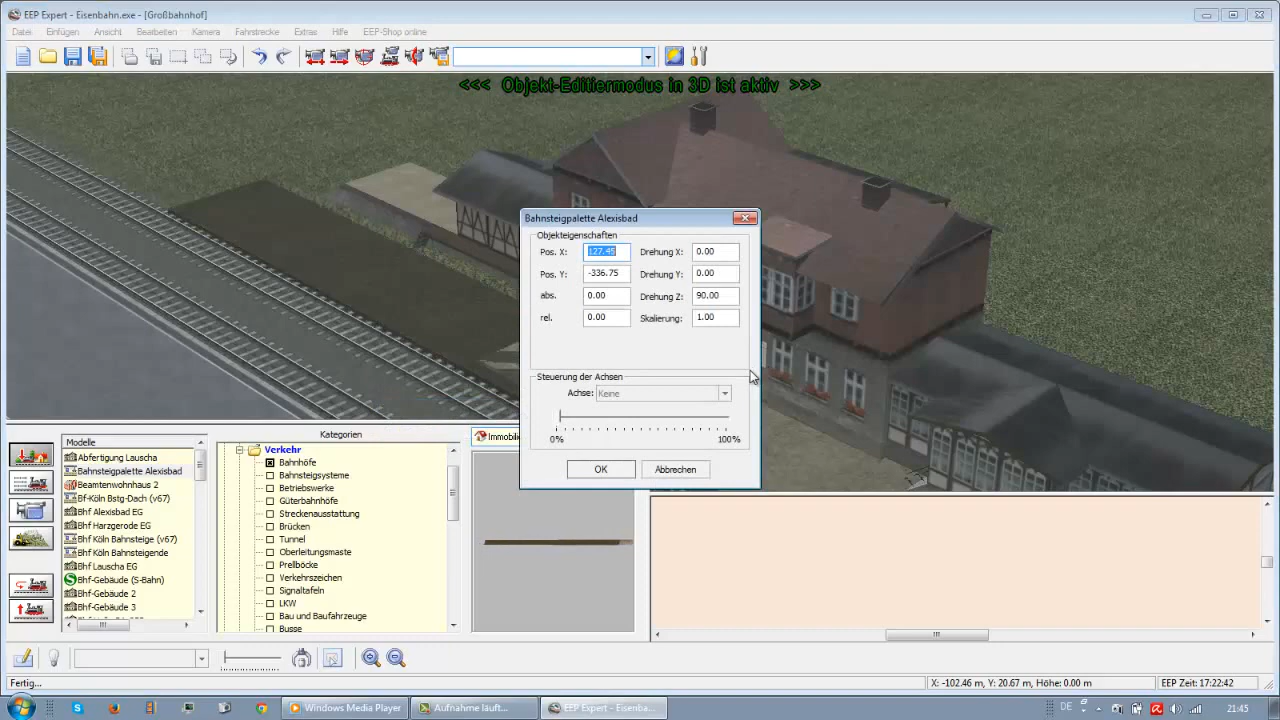 EEP Expert - Eisenbahn.exe - [Großbahnhof]
Datei Einfügen Ansicht Bearbeiten Kamera Fahrstrecke Extras Hilfe EEP-Shop online
<<< Objekt-Editiermodus in 3D ist aktiv >>>
Bahnsteigpalette Alexisbad
Objekteigenschaften
Pos. X: 127.45 Drehung X: 0.00
Pos. Y: -336.75 Drehung Y: 0.00
abs. 0.00 Drehung Z: 90.00
rel. 0.00 Skalierung: 1.00
Steuerung der Achsen
Achse: Keine
0% 100%
OK Abbrechen
Modelle
Abfertigung Lauscha
Bahnsteigpalette Alexisbad
Beamtenwohnhaus 2
Bf-Köln Bstg-Dach (v67)
Bhf Alexisbad EG
Bhf Harzgerode EG
Bhf Köln Bahnsteige (v67)
Bhf Köln Bahnsteigende
Bhf Lauscha EG
Bhf-Gebäude (S-Bahn)
Bhf-Gebäude 2
Bhf-Gebäude 3
Kategorien
Verkehr
Bahnhöfe
Bahnsteigsysteme
Betriebswerke
Güterbahnhöfe
Streckenausstattung
Brücken
Tunnel
Oberleitungsmaste
Prellböcke
Verkehrszeichen
Signaltafeln
LKW
Bau und Baufahrzeuge
Busse
Immobili
Fertig... X: -102.46 m, Y: 20.67 m, Höhe: 0.00 m EEP Zeit: 17:22:42
Windows Media Player Aufnahme läuft... EEP Expert - Eisenba... DE 21:45